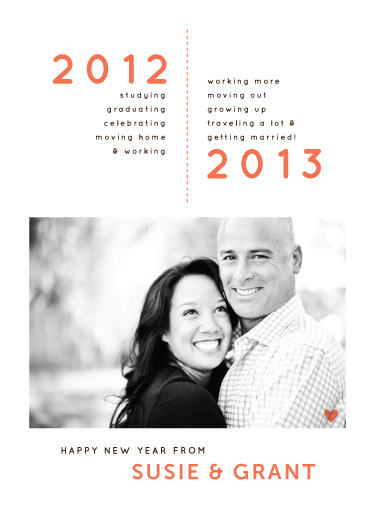 2012
studying
graduating
celebrating
moving home
& working
working more
moving out
growing up
traveling a lot &
getting married!
2013
HAPPY NEW YEAR FROM
SUSIE & GRANT